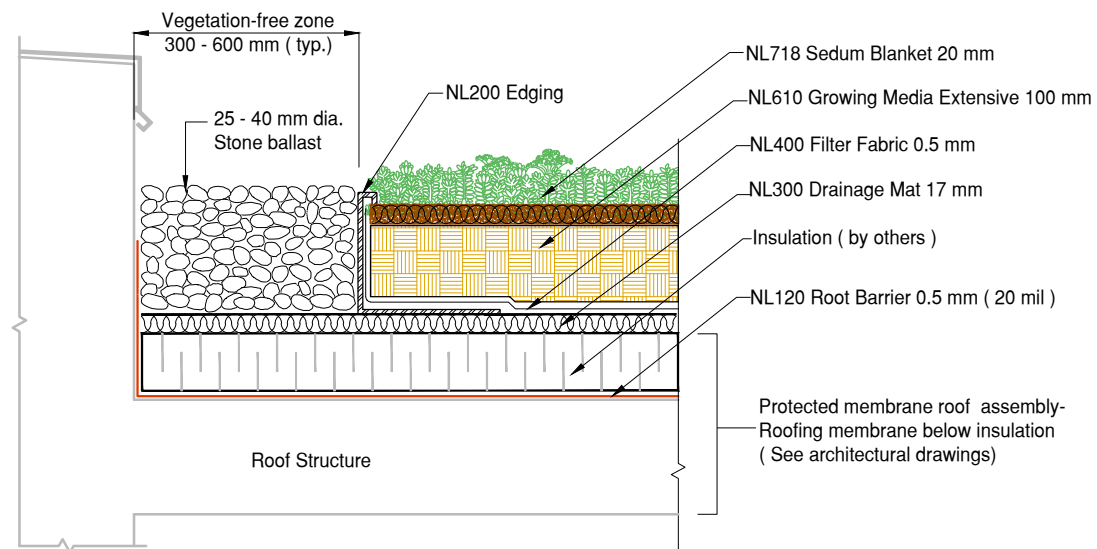 Vegetation-free zone
300 - 600 mm ( typ.)
NL200 Edging
25 - 40 mm dia.
Stone ballast
NL718 Sedum Blanket 20 mm
NL610 Growing Media Extensive 100 mm
NL400 Filter Fabric 0.5 mm
NL300 Drainage Mat 17 mm
Insulation ( by others )
NL120 Root Barrier 0.5 mm ( 20 mil )
Protected membrane roof assembly-
Roofing membrane below insulation
( See architectural drawings)
Roof Structure